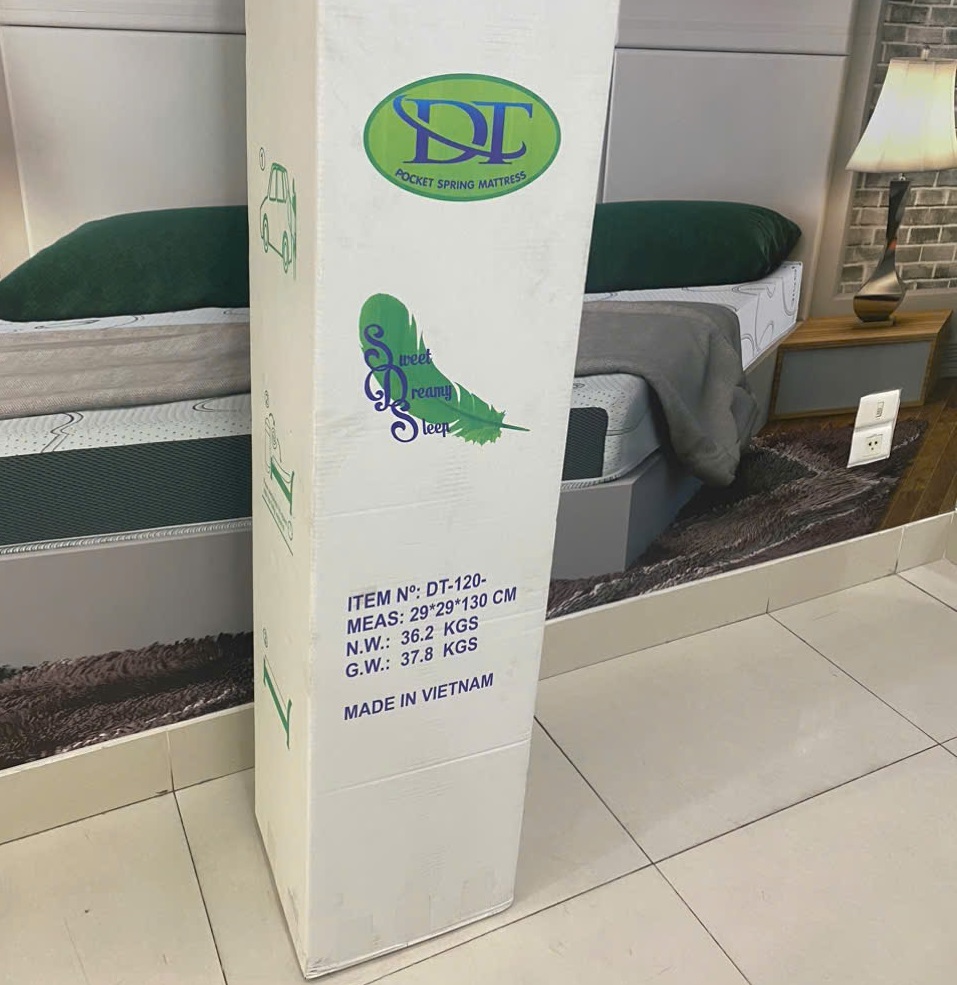 DT
POCKET SPRING MATTRESS
Sweet
Dreamy
Sleep
ITEM Nº: DT-120-
MEAS: 29*29*130 CM
N.W.: 36.2 KGS
G.W.: 37.8 KGS
MADE IN VIETNAM